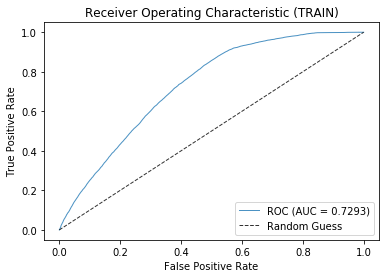 Receiver Operating Characteristic (TRAIN)
True Positive Rate
1.0
0.8
0.6
0.4
0.2
0.0
ROC (AUC = 0.7293)
Random Guess
0.0 0.2 0.4 0.6 0.8 1.0
False Positive Rate